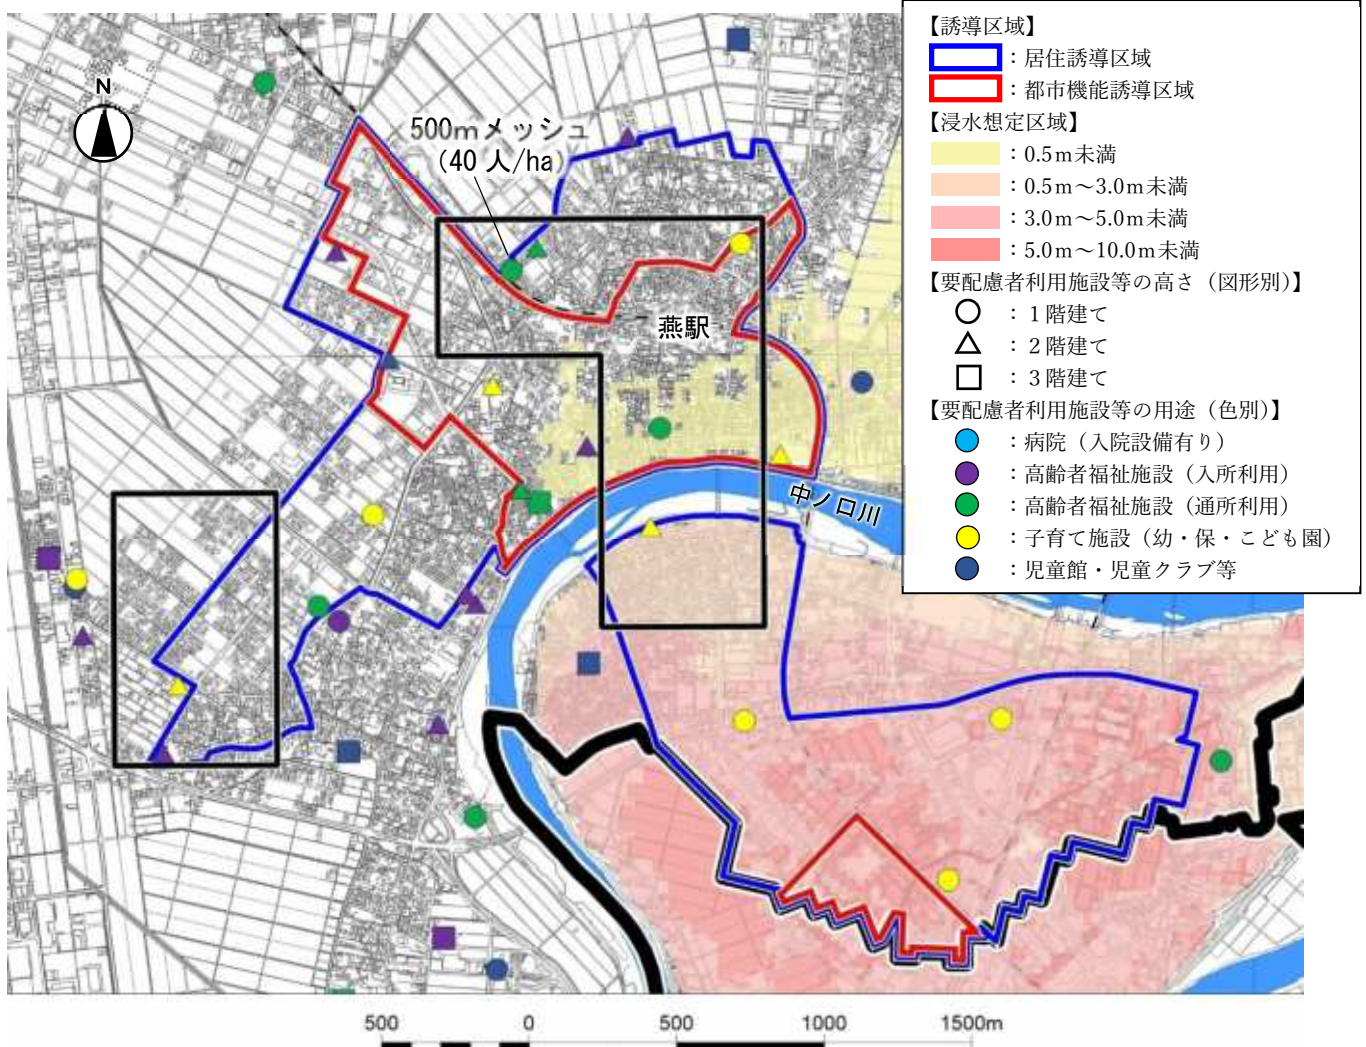 N
500mメッシュ
(40 人/ha)
燕駅
中ノ口川
【誘導区域】
：居住誘導区域
：都市機能誘導区域
【浸水想定区域】
：0.5m未満
：0.5m～3.0m未満
：3.0m～5.0m未満
：5.0m～10.0m未満
【要配慮者利用施設等の高さ（図形別）】
：１階建て
：２階建て
：３階建て
【要配慮者利用施設等の用途（色別）】
：病院（入院設備有り）
：高齢者福祉施設（入所利用）
：高齢者福祉施設（通所利用）
：子育て施設（幼・保・こども園）
：児童館・児童クラブ等
500 0 500 1000 1500m